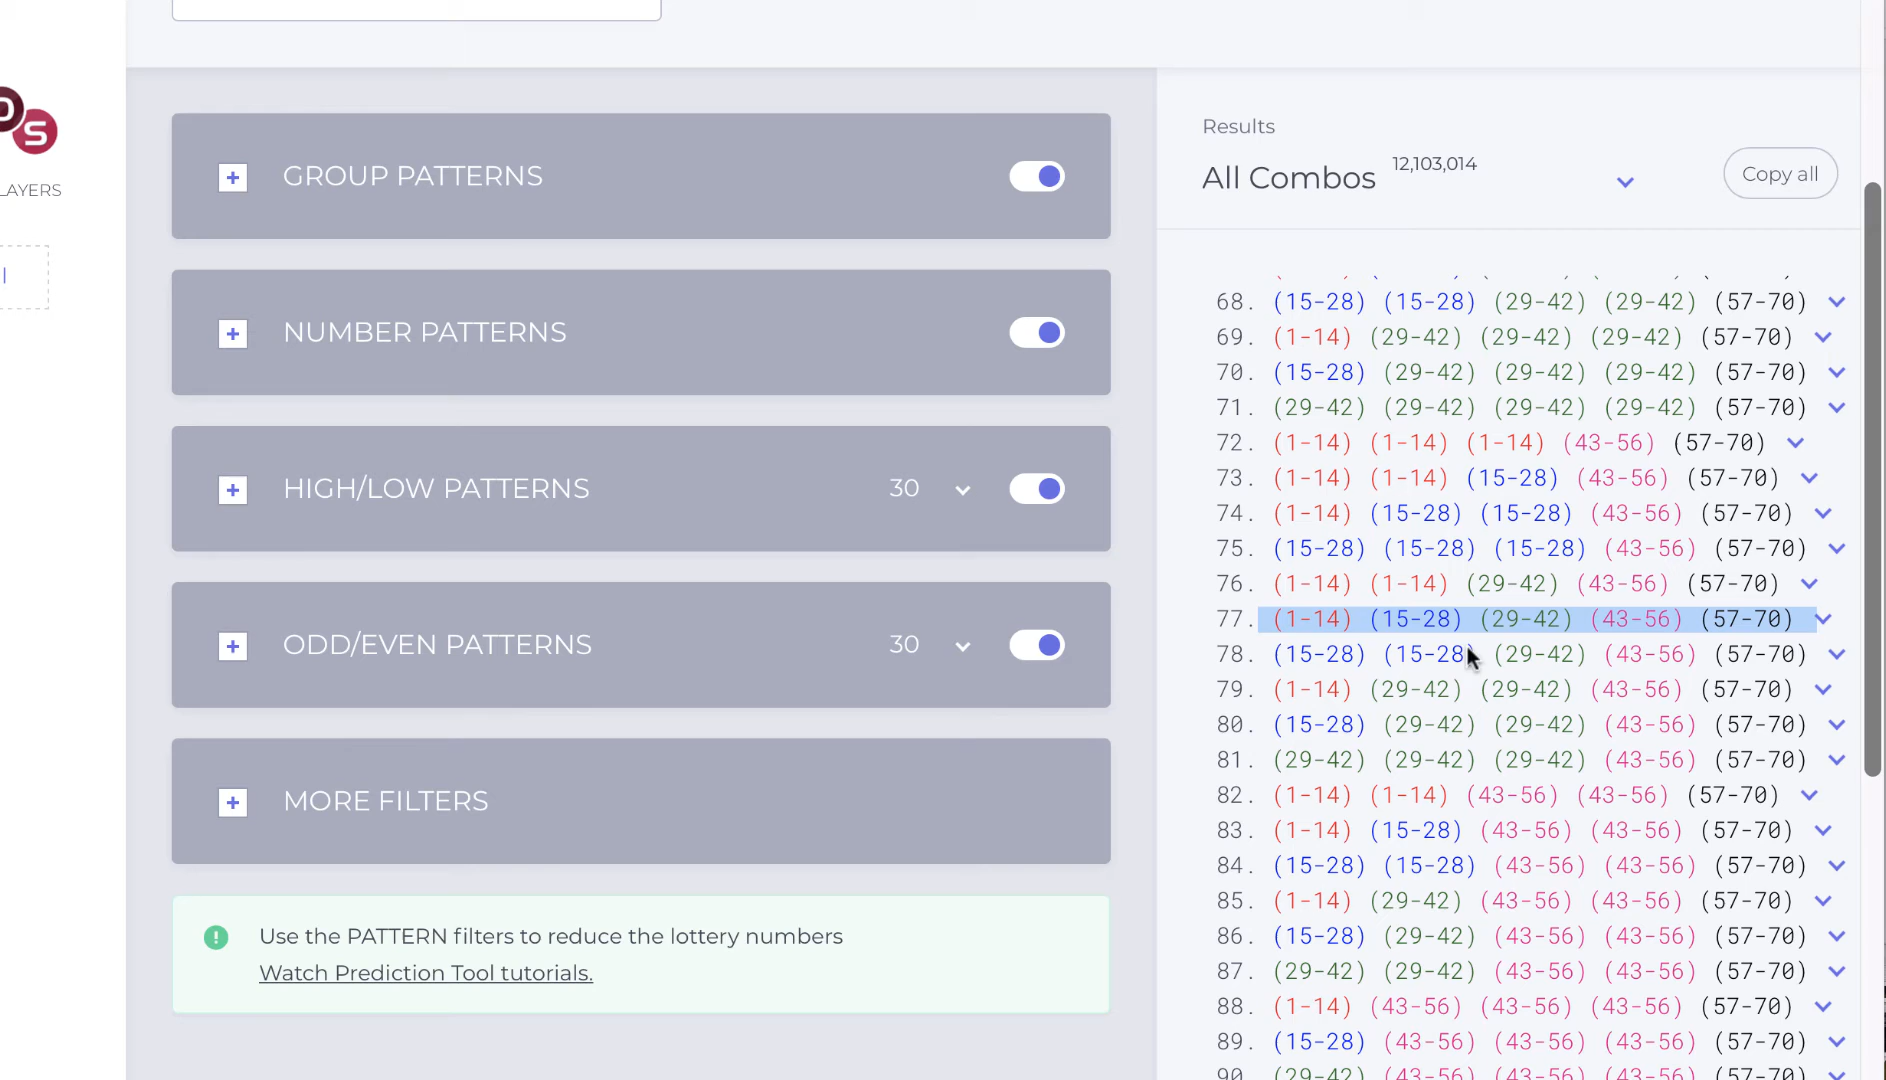 S
LAYERS
GROUP PATTERNS
NUMBER PATTERNS
HIGH/LOW PATTERNS 30
ODD/EVEN PATTERNS 30
MORE FILTERS
Use the PATTERN filters to reduce the lottery numbers
Watch Prediction Tool tutorials.
Results
All Combos 12,103,014
Copy all
68. (15-28) (15-28) (29-42) (29-42) (57-70)
69. (1-14) (29-42) (29-42) (29-42) (57-70)
70. (15-28) (29-42) (29-42) (29-42) (57-70)
71. (29-42) (29-42) (29-42) (29-42) (57-70)
72. (1-14) (1-14) (1-14) (43-56) (57-70)
73. (1-14) (1-14) (15-28) (43-56) (57-70)
74. (1-14) (15-28) (15-28) (43-56) (57-70)
75. (15-28) (15-28) (15-28) (43-56) (57-70)
76. (1-14) (1-14) (29-42) (43-56) (57-70)
77. (1-14) (15-28) (29-42) (43-56) (57-70)
78. (15-28) (15-28) (29-42) (43-56) (57-70)
79. (1-14) (29-42) (29-42) (43-56) (57-70)
80. (15-28) (29-42) (29-42) (43-56) (57-70)
81. (29-42) (29-42) (29-42) (43-56) (57-70)
82. (1-14) (1-14) (43-56) (43-56) (57-70)
83. (1-14) (15-28) (43-56) (43-56) (57-70)
84. (15-28) (15-28) (43-56) (43-56) (57-70)
85. (1-14) (29-42) (43-56) (43-56) (57-70)
86. (15-28) (29-42) (43-56) (43-56) (57-70)
87. (29-42) (29-42) (43-56) (43-56) (57-70)
88. (1-14) (43-56) (43-56) (43-56) (57-70)
89. (15-28) (43-56) (43-56) (43-56) (57-70)
90. (29-42) (43-56) (43-56) (43-56) (57-70)